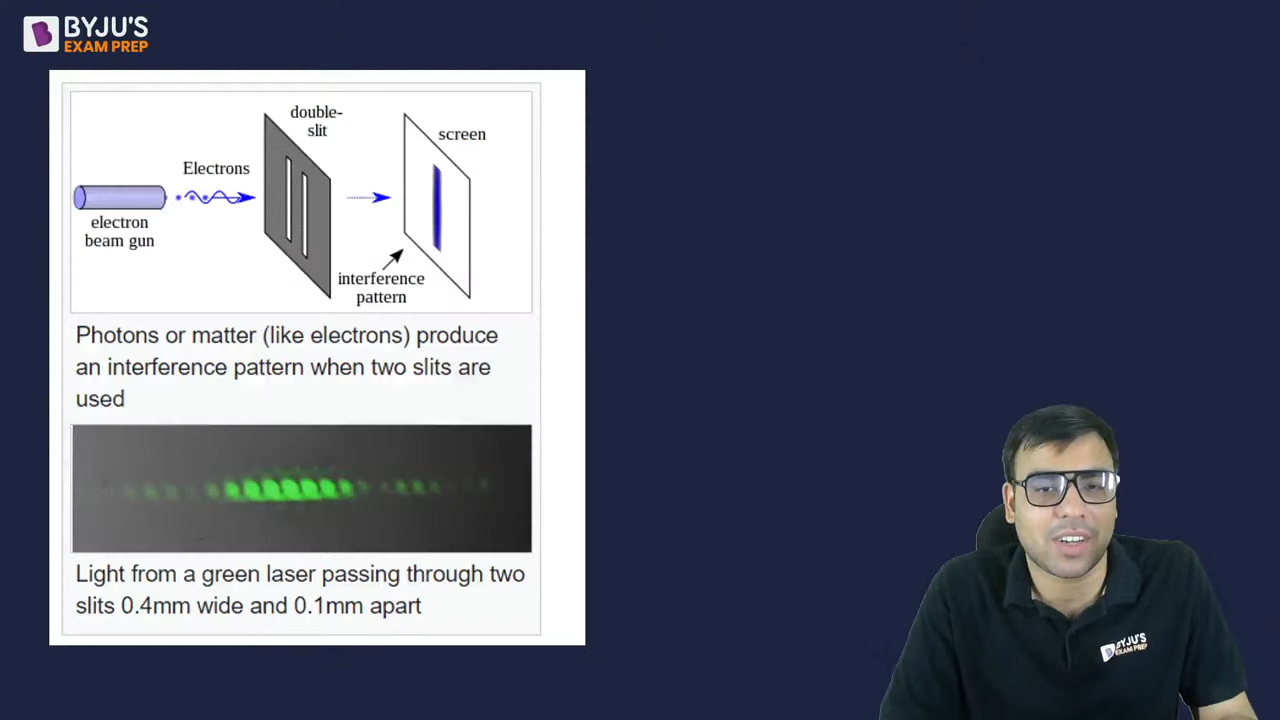 BYJU'S
EXAM PREP
double-
slit
screen
Electrons
electron
beam gun
interference
pattern
Photons or matter (like electrons) produce
an interference pattern when two slits are
used
Light from a green laser passing through two
slits 0.4mm wide and 0.1mm apart
BYJU'S
EXAM PREP